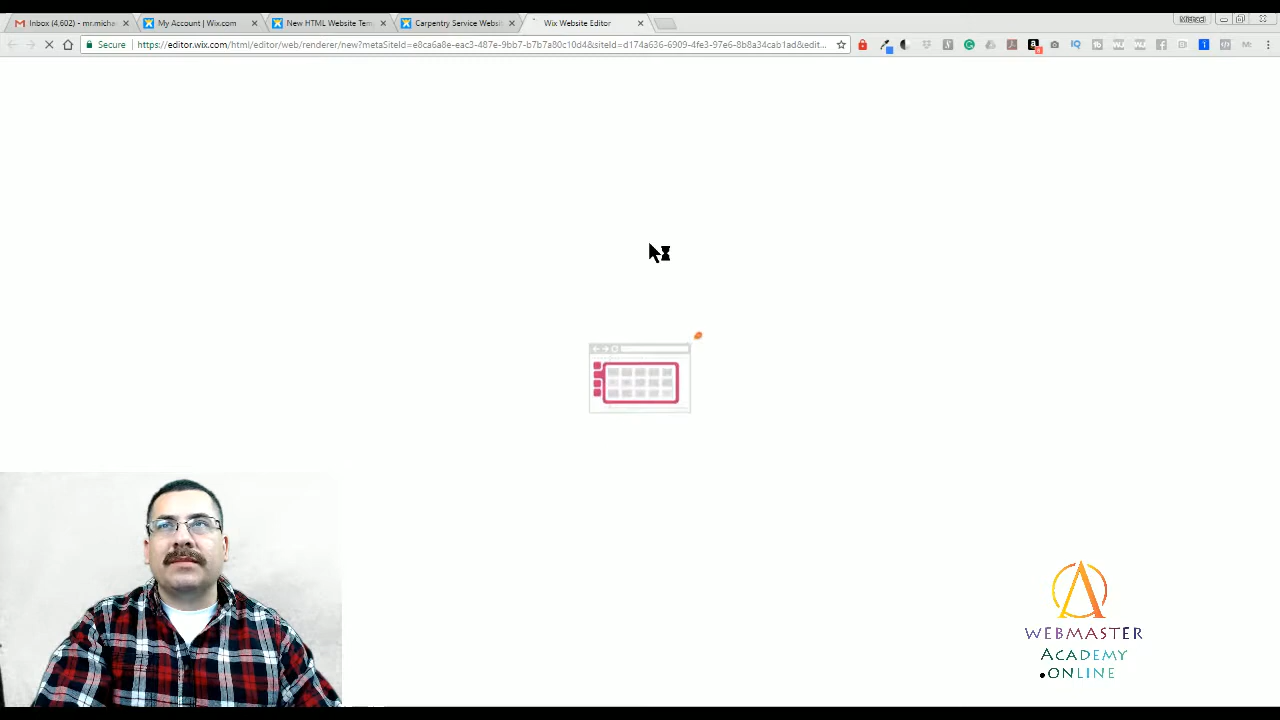 Inbox (4,602) - mr.micha
My Account | Wix.com
New HTML Website Tem
Carpentry Service Websi
Wix Website Editor
Michael
Secure
https://editor.wix.com/html/editor/web/renderer/new?metaSiteId=e8ca6a8e-eac3-487e-9bb7-b7b7a80c10d4&siteId=d174a636-6909-4fe3-97e6-8b8a34cab1ad&edit...
IQ
WEBMASTER
ACADEMY
.ONLINE